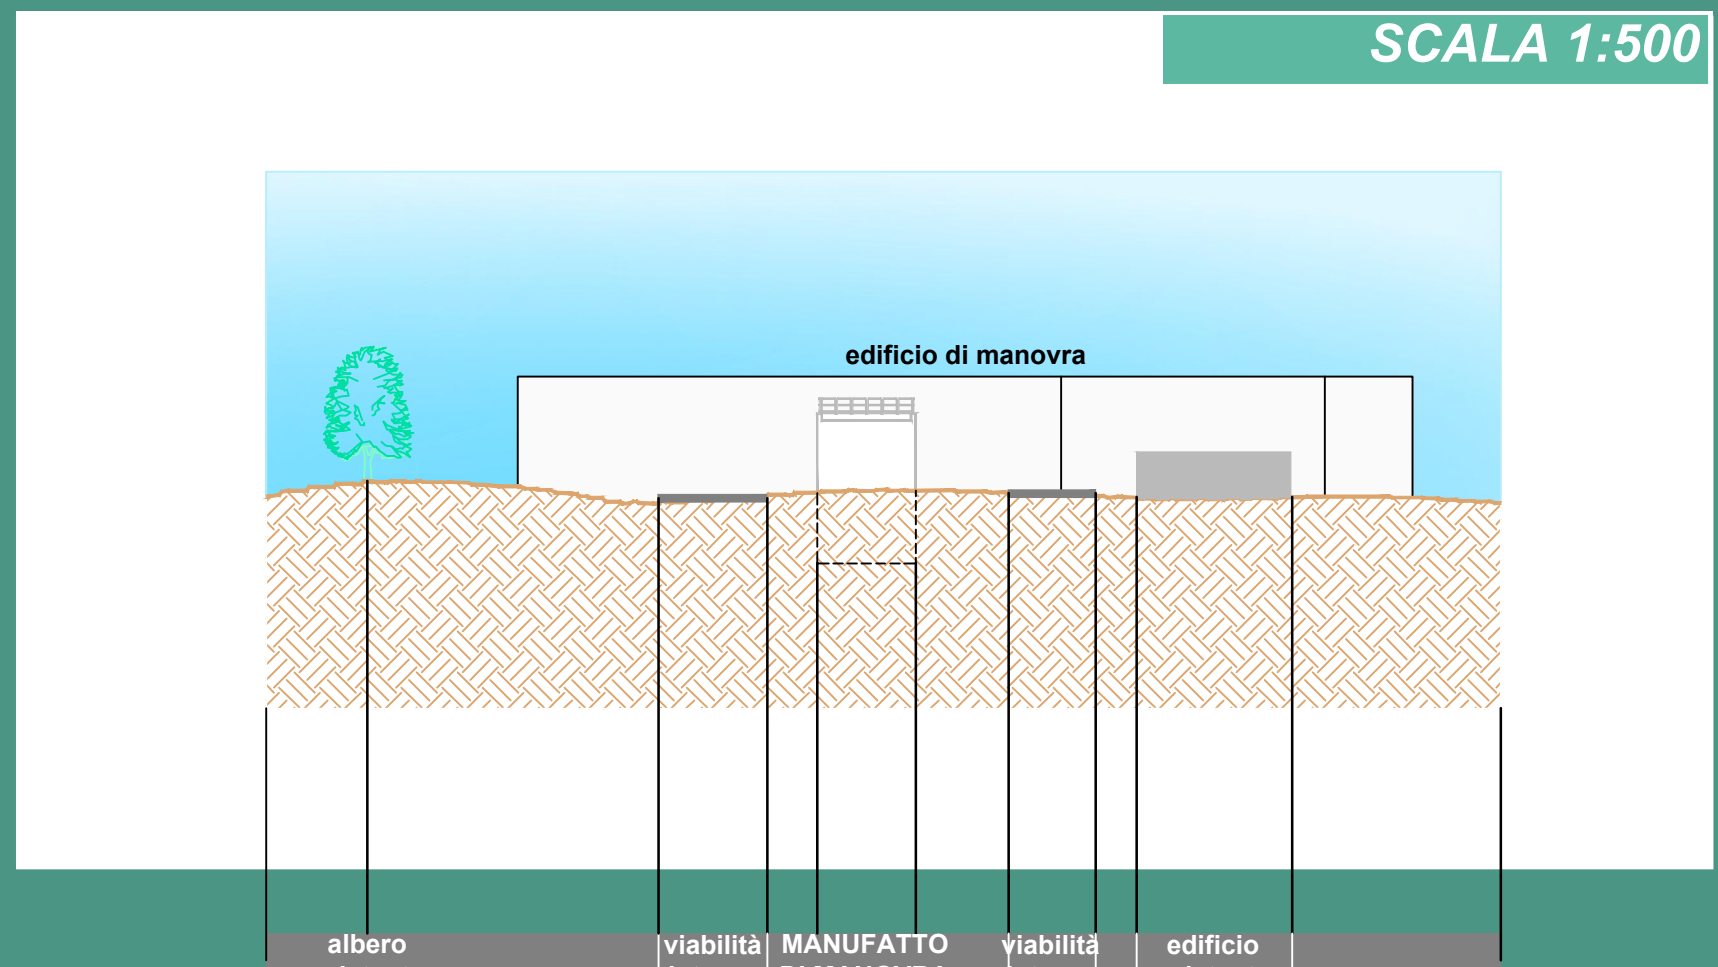 SCALA 1:500
edificio di manovra
albero viabilità MANUFATTO viabilità edificio